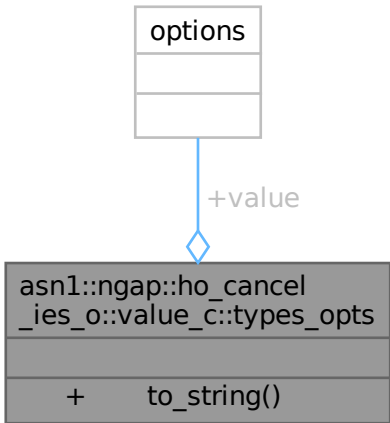 options
+value
asn1::ngap::ho_cancel
_ies_o::value_c::types_opts
+ to_string()